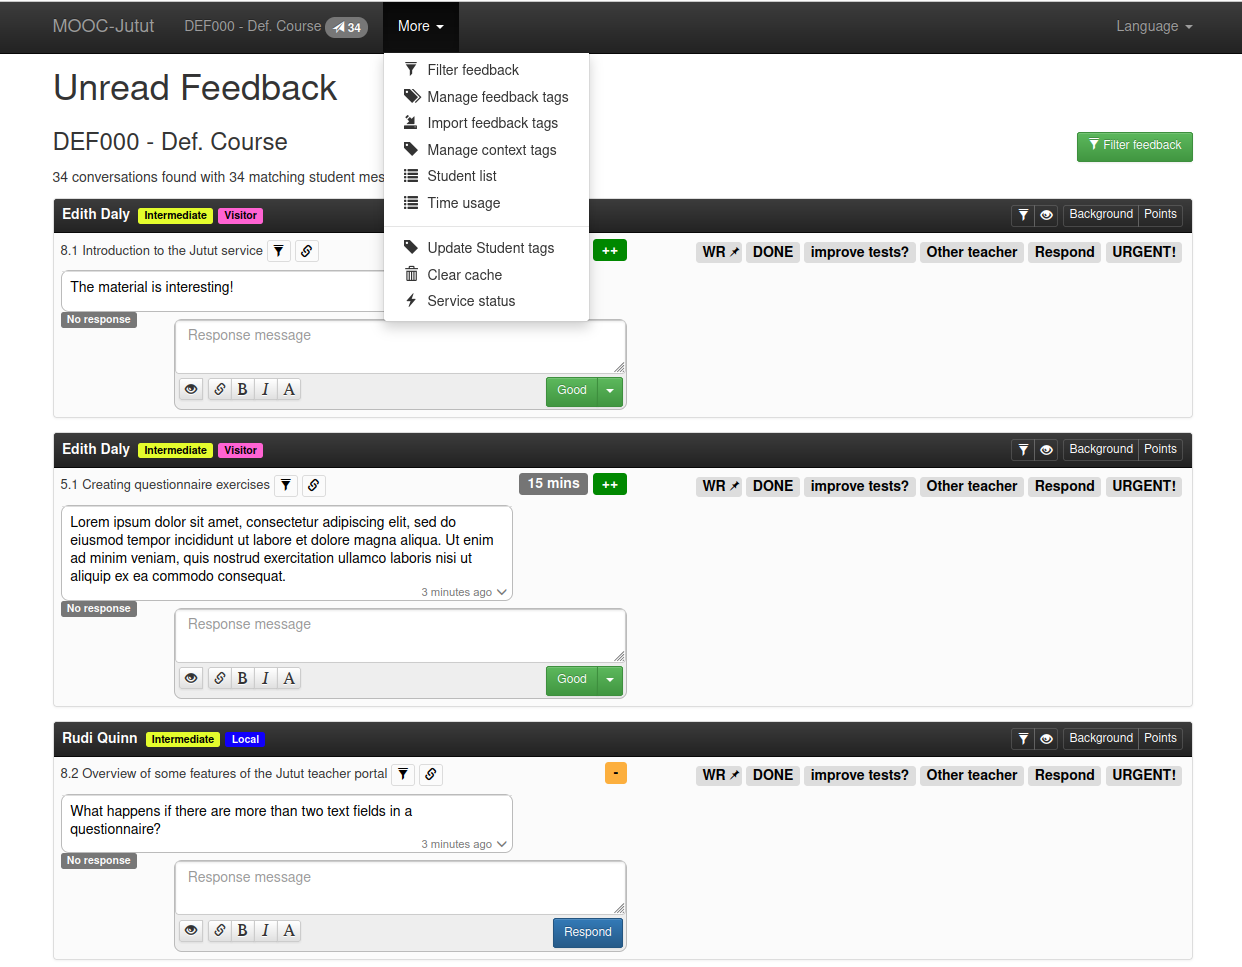 MOOC-Jutut DEF000 - Def. Course 34 More Language
Filter feedback
Manage feedback tags
Import feedback tags
Manage context tags
Student list
Time usage
Update Student tags
Clear cache
Service status
Unread Feedback
DEF000 - Def. Course
Filter feedback
34 conversations found with 34 matching student mes
Edith Daly Intermediate Visitor Background Points
8.1 Introduction to the Jutut service ++ WR DONE improve tests? Other teacher Respond URGENT!
The material is interesting!
No response
Response message
B I A Good
Edith Daly Intermediate Visitor Background Points
5.1 Creating questionnaire exercises 15 mins ++ WR DONE improve tests? Other teacher Respond URGENT!
Lorem ipsum dolor sit amet, consectetur adipiscing elit, sed do
eiusmod tempor incididunt ut labore et dolore magna aliqua. Ut enim
ad minim veniam, quis nostrud exercitation ullamco laboris nisi ut
aliquip ex ea commodo consequat.
3 minutes ago
No response
Response message
B I A Good
Rudi Quinn Intermediate Local Background Points
8.2 Overview of some features of the Jutut teacher portal - WR DONE improve tests? Other teacher Respond URGENT!
What happens if there are more than two text fields in a
questionnaire?
3 minutes ago
No response
Response message
B I A Respond